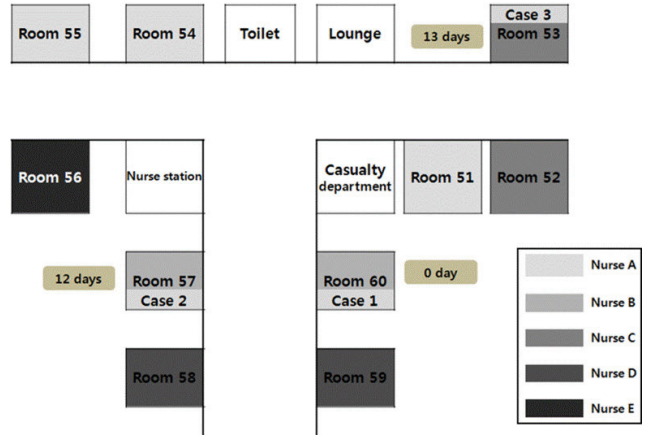 Room 55
Room 54
Toilet
Lounge
13 days
Case 3
Room 53
Room 56
Nurse station
Casualty
department
Room 51
Room 52
12 days
Room 57
Case 2
Room 60
Case 1
0 day
Room 58
Room 59
Nurse A
Nurse B
Nurse C
Nurse D
Nurse E